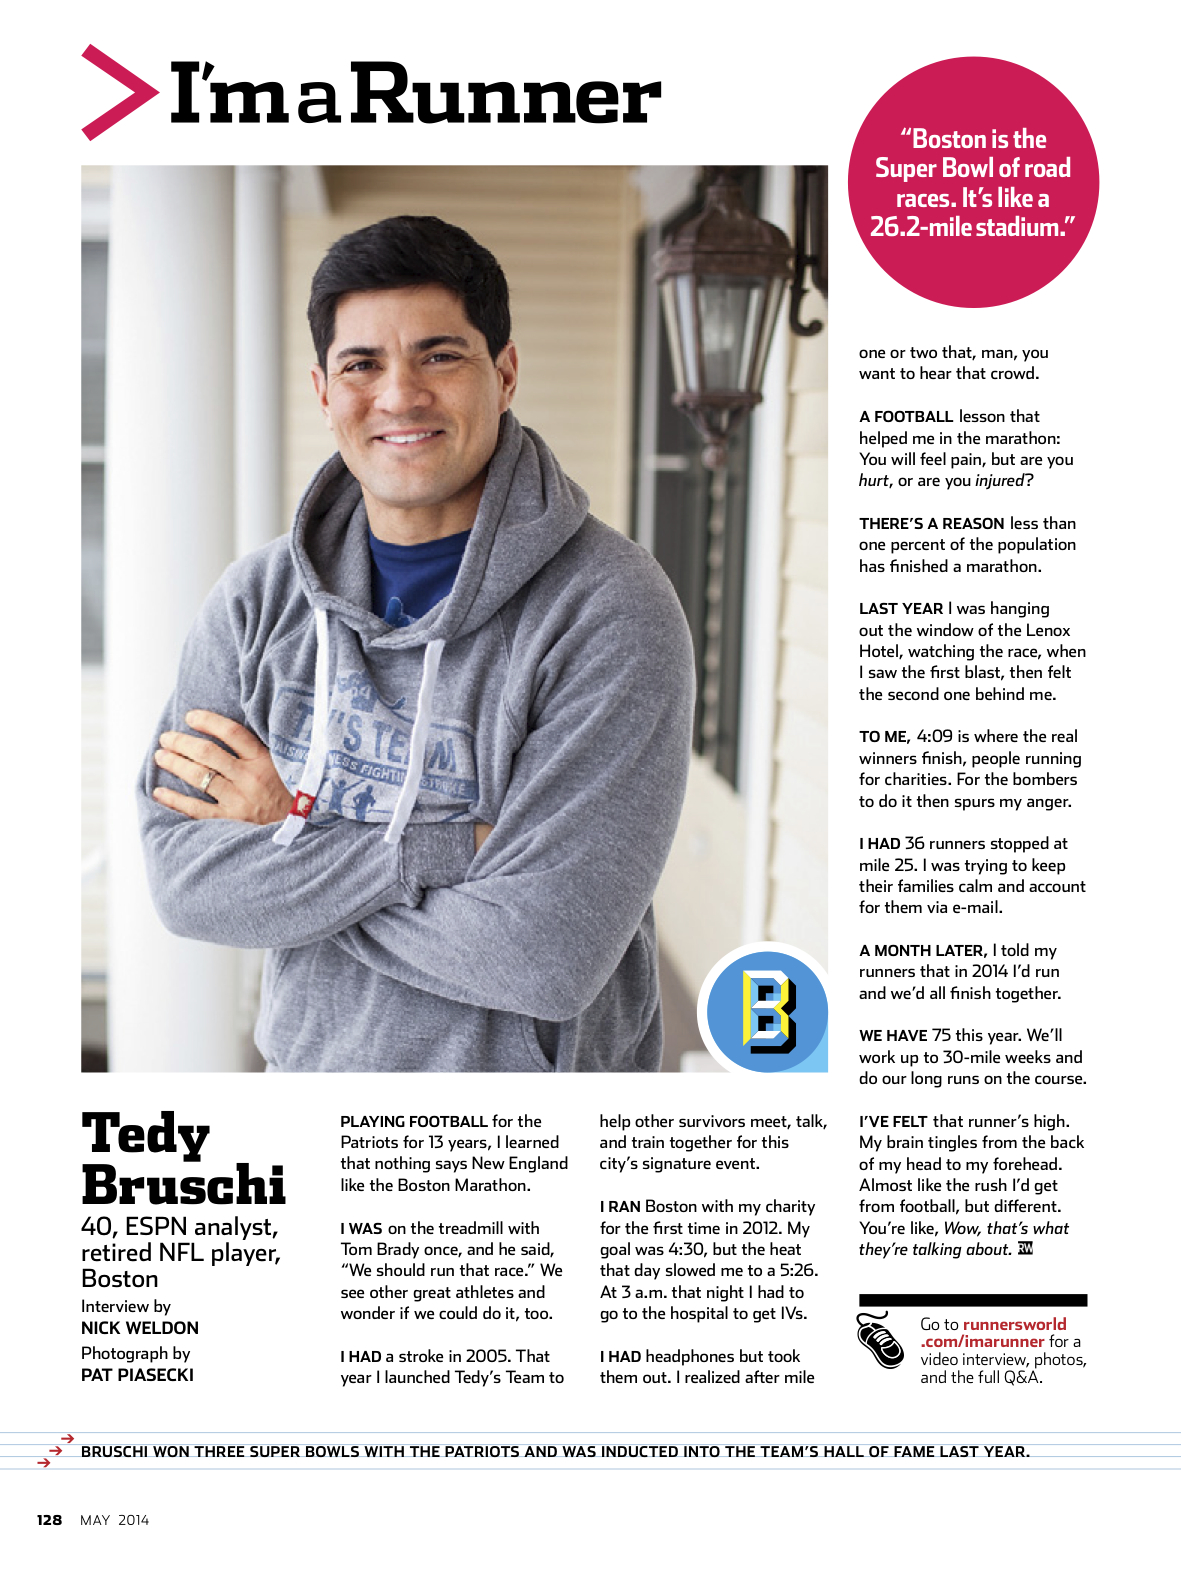 I'm a Runner
“Boston is the
Super Bowl of road
races. It's like a
26.2-mile stadium.”
TY'S TEAM
FIGHTING STROKE
B
Tedy
Bruschi
40, ESPN analyst,
retired NFL player,
Boston
Interview by
NICK WELDON
Photograph by
PAT PIASECKI
PLAYING FOOTBALL for the
Patriots for 13 years, I learned
that nothing says New England
like the Boston Marathon.
I WAS on the treadmill with
Tom Brady once, and he said,
“We should run that race.” We
see other great athletes and
wonder if we could do it, too.
I HAD a stroke in 2005. That
year I launched Tedy's Team to
help other survivors meet, talk,
and train together for this
city's signature event.
I RAN Boston with my charity
for the first time in 2012. My
goal was 4:30, but the heat
that day slowed me to a 5:26.
At 3 a.m. that night I had to
go to the hospital to get IVs.
I HAD headphones but took
them out. I realized after mile
one or two that, man, you
want to hear that crowd.
A FOOTBALL lesson that
helped me in the marathon:
You will feel pain, but are you
hurt, or are you injured?
THERE'S A REASON less than
one percent of the population
has finished a marathon.
LAST YEAR I was hanging
out the window of the Lenox
Hotel, watching the race, when
I saw the first blast, then felt
the second one behind me.
TO ME, 4:09 is where the real
winners finish, people running
for charities. For the bombers
to do it then spurs my anger.
I HAD 36 runners stopped at
mile 25. I was trying to keep
their families calm and account
for them via e-mail.
A MONTH LATER, I told my
runners that in 2014 I'd run
and we'd all finish together.
WE HAVE 75 this year. We'll
work up to 30-mile weeks and
do our long runs on the course.
I'VE FELT that runner's high.
My brain tingles from the back
of my head to my forehead.
Almost like the rush I'd get
from football, but different.
You're like, Wow, that's what
they're talking about. RW
Go to runnersworld
.com/imarunner for a
video interview, photos,
and the full Q&A.
BRUSCHI WON THREE SUPER BOWLS WITH THE PATRIOTS AND WAS INDUCTED INTO THE TEAM'S HALL OF FAME LAST YEAR.
128 MAY 2014